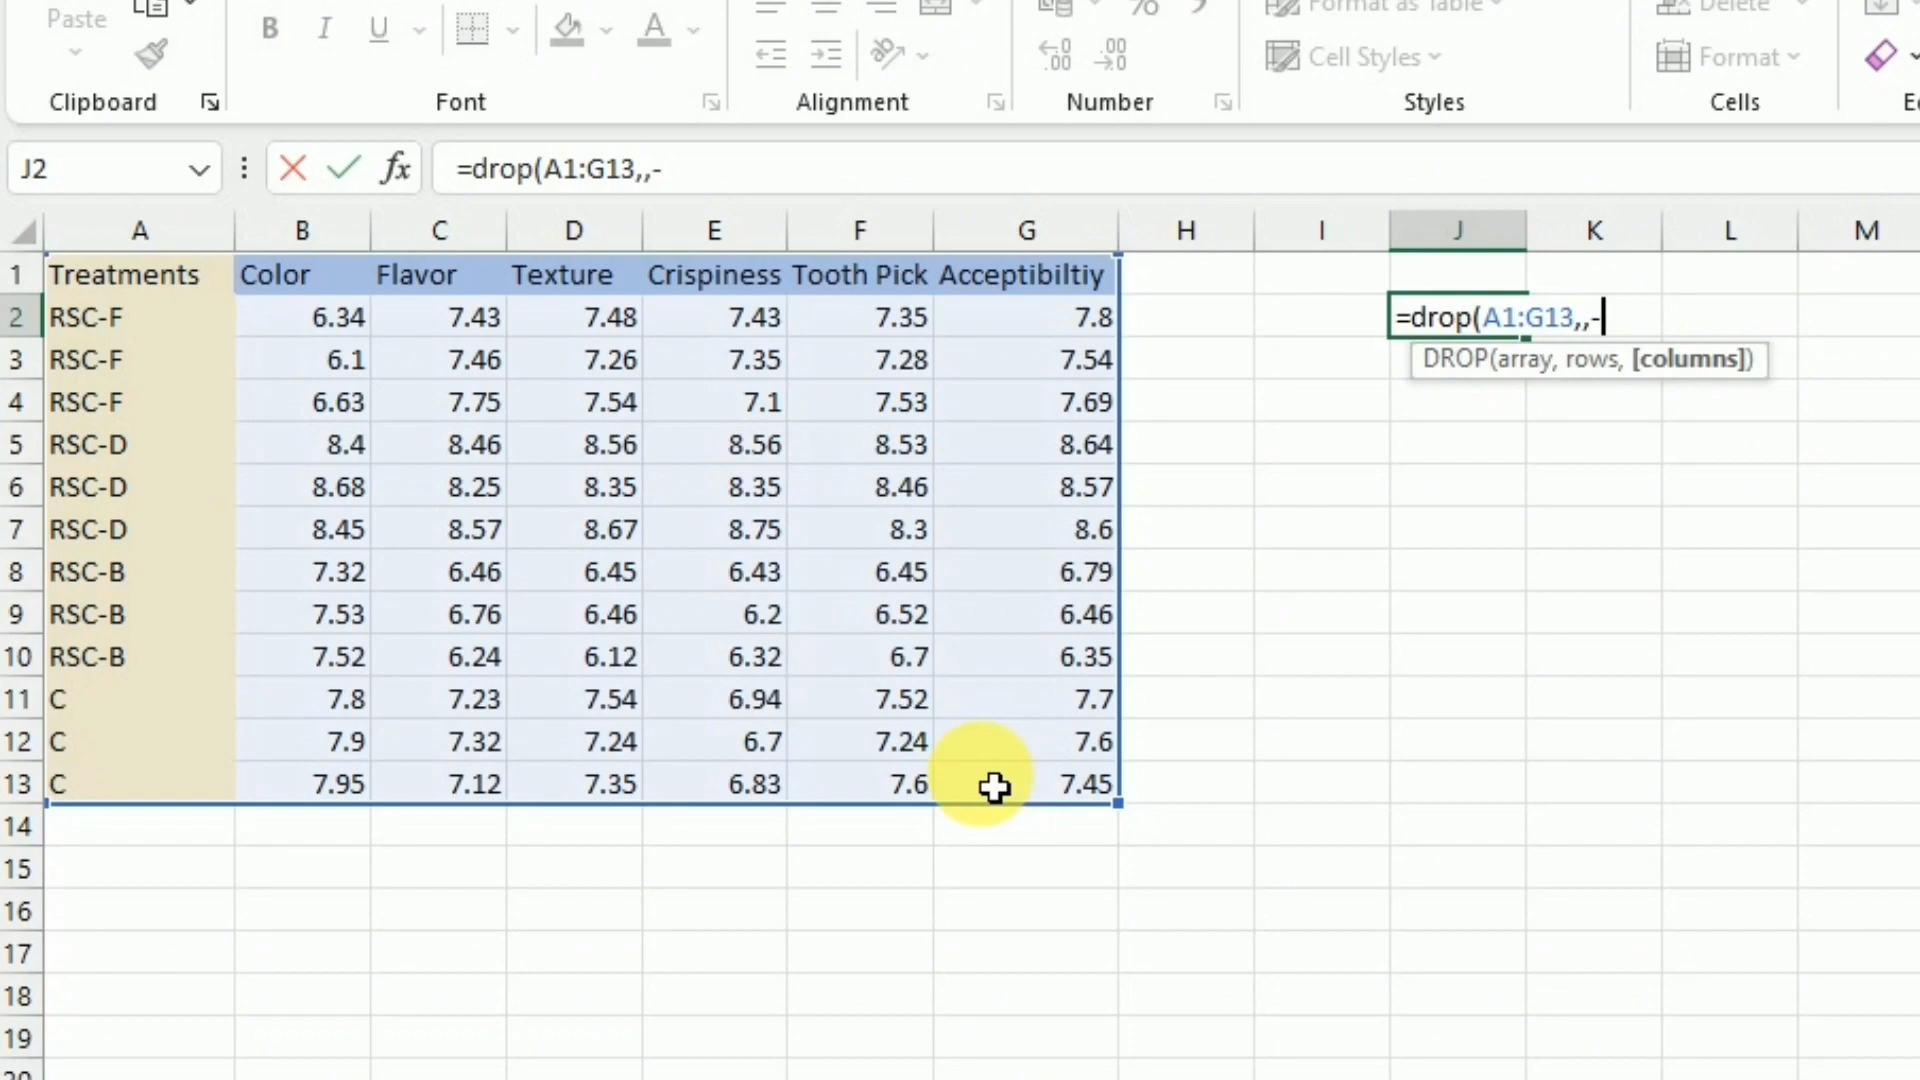 Paste
B I U A
%
Format as Table
Delete
Cell Styles
Format
Clipboard Font Alignment Number Styles Cells
J2 fx =drop(A1:G13,,-
A B C D E F G H I J K L M
1 Treatments Color Flavor Texture Crispiness Tooth Pick Acceptibiltiy
2 RSC-F 6.34 7.43 7.48 7.43 7.35 7.8 =drop(A1:G13,,-
DROP(array, rows, [columns])
3 RSC-F 6.1 7.46 7.26 7.35 7.28 7.54
4 RSC-F 6.63 7.75 7.54 7.1 7.53 7.69
5 RSC-D 8.4 8.46 8.56 8.56 8.53 8.64
6 RSC-D 8.68 8.25 8.35 8.35 8.46 8.57
7 RSC-D 8.45 8.57 8.67 8.75 8.3 8.6
8 RSC-B 7.32 6.46 6.45 6.43 6.45 6.79
9 RSC-B 7.53 6.76 6.46 6.2 6.52 6.46
10 RSC-B 7.52 6.24 6.12 6.32 6.7 6.35
11 C 7.8 7.23 7.54 6.94 7.52 7.7
12 C 7.9 7.32 7.24 6.7 7.24 7.6
13 C 7.95 7.12 7.35 6.83 7.6 7.45
14
15
16
17
18
19